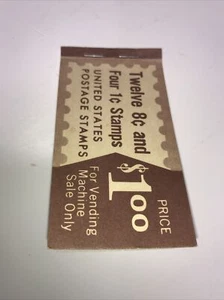 Twelve 8c and
Four 1c Stamps
UNITED STATES
POSTAGE STAMPS
PRICE
$1.00
For Vending
Machine
Sale Only